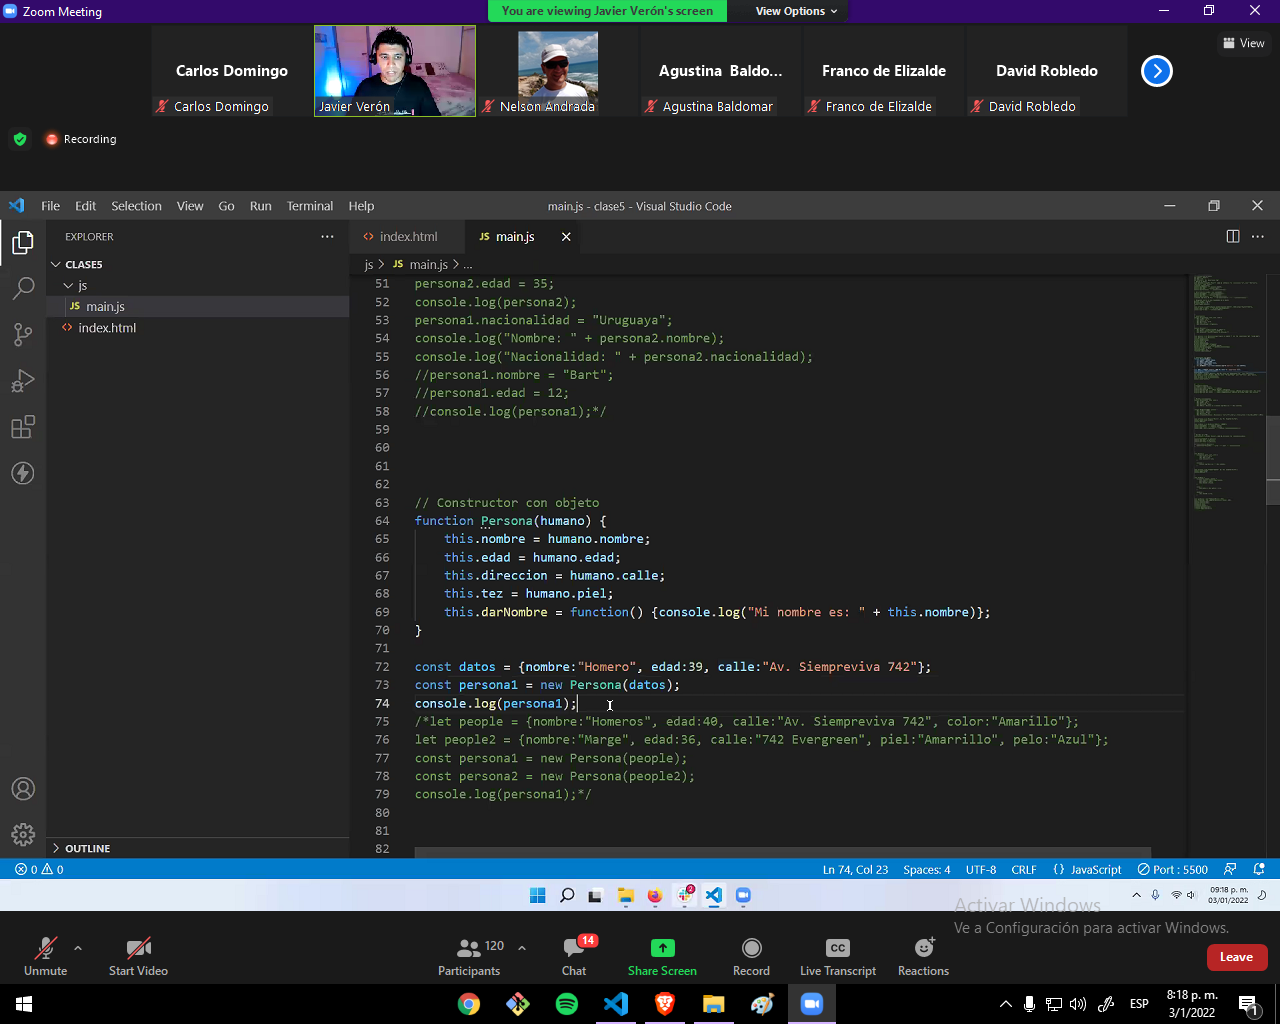 Zoom Meeting
You are viewing Javier Verón's screen
View Options
View
Carlos Domingo
Agustina Baldo...
Franco de Elizalde
David Robledo
Carlos Domingo
Javier Verón
Nelson Andrada
Agustina Baldomar
Franco de Elizalde
David Robledo
Recording
File Edit Selection View Go Run Terminal Help
main.js - clase5 - Visual Studio Code
EXPLORER
index.html
JS main.js
CLASE5
js
JS main.js
index.html
js > JS main.js > ...
51 persona2.edad = 35;
52 console.log(persona2);
53 persona1.nacionalidad = "Uruguaya";
54 console.log("Nombre: " + persona2.nombre);
55 console.log("Nacionalidad: " + persona2.nacionalidad);
56 //persona1.nombre = "Bart";
57 //persona1.edad = 12;
58 //console.log(persona1);*/
59
60
61
62
63 // Constructor con objeto
64 function Persona(humano) {
65 this.nombre = humano.nombre;
66 this.edad = humano.edad;
67 this.direccion = humano.calle;
68 this.tez = humano.piel;
69 this.darNombre = function() {console.log("Mi nombre es: " + this.nombre)};
70 }
71
72 const datos = {nombre:"Homero", edad:39, calle:"Av. Siempreviva 742"};
73 const persona1 = new Persona(datos);
74 console.log(persona1);
75 /*let people = {nombre:"Homeros", edad:40, calle:"Av. Siempreviva 742", color:"Amarillo"};
76 let people2 = {nombre:"Marge", edad:36, calle:"742 Evergreen", piel:"Amarrillo", pelo:"Azul"};
77 const persona1 = new Persona(people);
78 const persona2 = new Persona(people2);
79 console.log(persona1);*/
80
81
82
OUTLINE
0 0
Ln 74, Col 23 Spaces: 4 UTF-8 CRLF {} JavaScript Port : 5500
2
09:18 p. m.
03/01/2022
Activar Windows
Ve a Configuración para activar Windows.
120
14
CC
Unmute
Start Video
Participants
Chat
Share Screen
Record
Live Transcript
Reactions
Leave
ESP
8:18 p. m.
3/1/2022
1